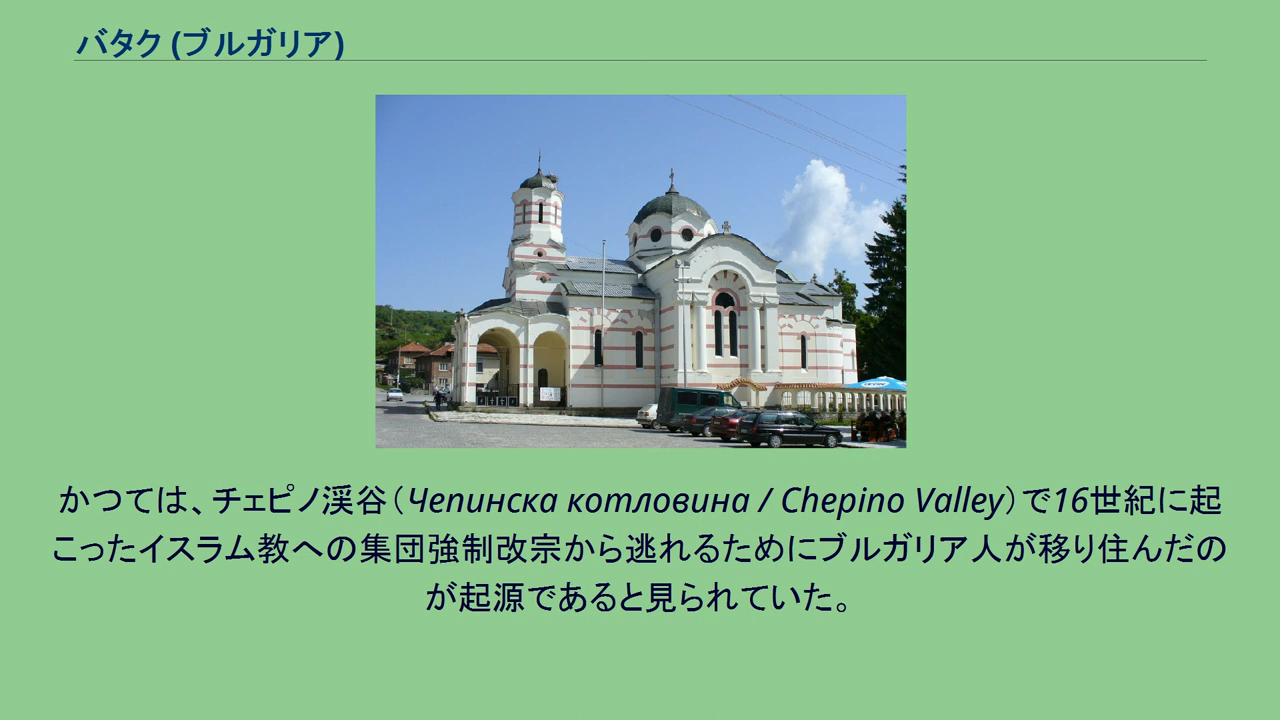 バタク (ブルガリア)
かつては、チェピノ渓谷（Чепинска котловина / Chepino Valley）で16世紀に起
こったイスラム教への集団強制改宗から逃れるためにブルガリア人が移り住んだの
が起源であると見られていた。